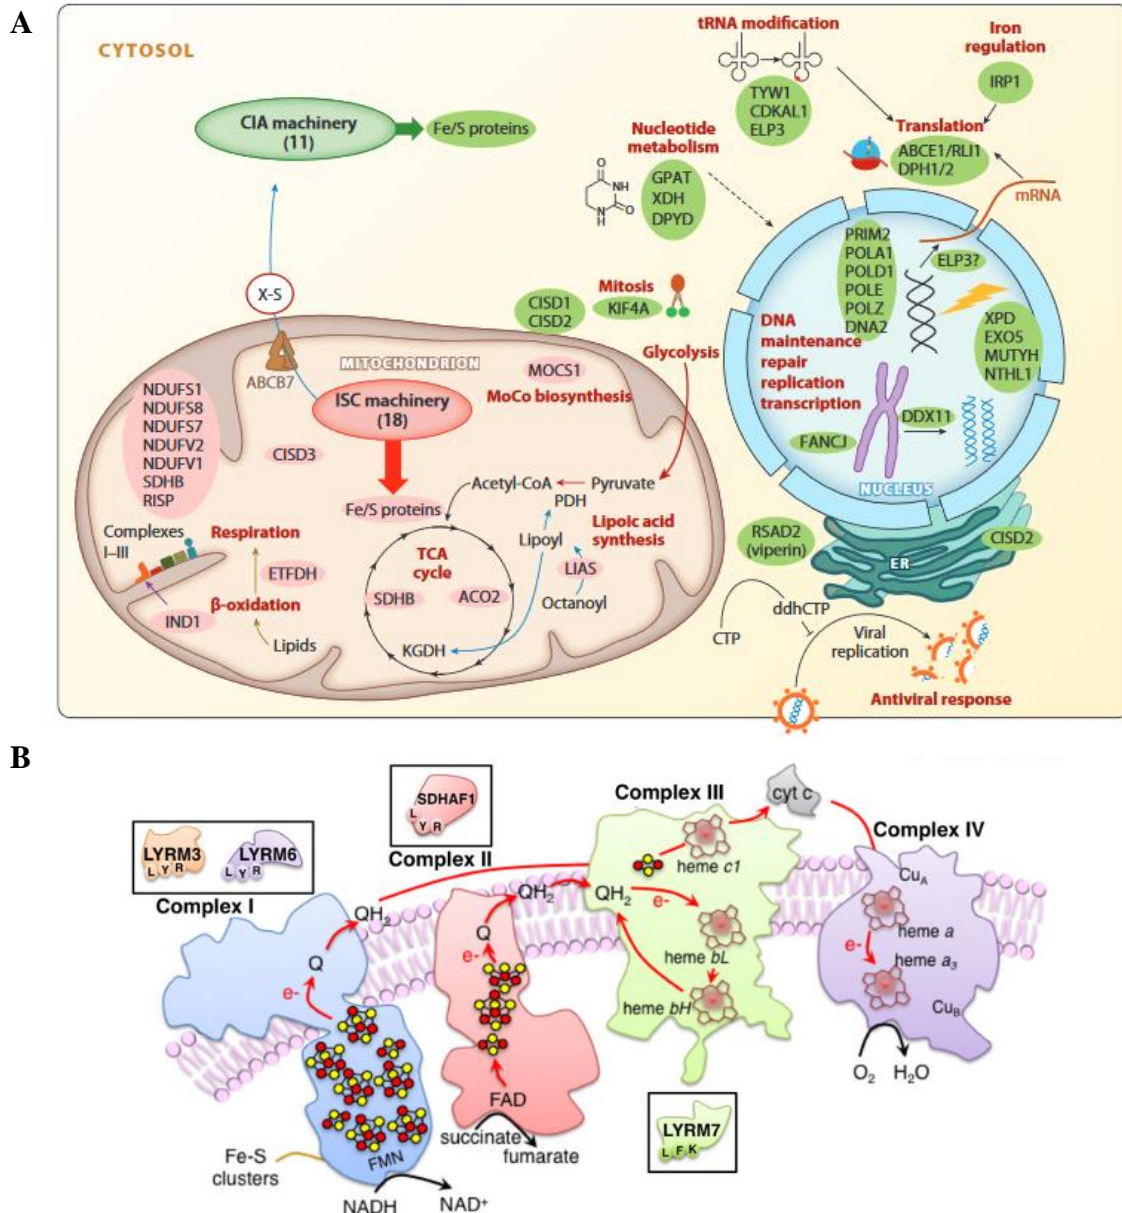 A
CYTOSOL
CIA machinery
(11)
Fe/S proteins
X-S
ABCB7
tRNA modification
TYW1
CDKAL1
ELP3
Iron
regulation
IRP1
Translation
ABCE1/RLI1
DPH1/2
mRNA
Nucleotide
metabolism
O
NH
N
H
O
GPAT
XDH
DPYD
PRIM2
POLA1
POLD1
POLE
POLZ
DNA2
ELP3?
XPD
EXO5
MUTYH
NTHL1
DNA
maintenance
repair
replication
transcription
FANCJ
DDX11
NUCLEUS
Mitosis
KIF4A
CISD1
CISD2
Glycolysis
MITOCHONDRION
MOCS1
MoCo biosynthesis
ISC machinery
(18)
NDUFS1
NDUFS8
NDUFS7
NDUFV2
NDUFV1
SDHB
RISP
CISD3
Fe/S proteins
Acetyl-CoA
PDH
Pyruvate
Lipoyl
Lipoic acid
synthesis
LIAS
Octanoyl
TCA
cycle
SDHB
ACO2
KGDH
Complexes
I–III
Respiration
ETFDH
β-oxidation
IND1
Lipids
RSAD2
(viperin)
ER
CISD2
CTP
ddhCTP
Viral
replication
Antiviral response
B
LYRM3
L Y R
LYRM6
L Y R
Complex I
SDHAF1
L
Y R
Complex II
Complex III
cyt c
Complex IV
heme c1
QH2
e-
heme bL
heme bH
QH2
Q
e-
QH2
Q
e-
CuA
heme a
e-
heme a3
CuB
O2
H2O
FAD
succinate
fumarate
LYRM7
L F K
Fe-S
clusters
FMN
NADH
NAD+